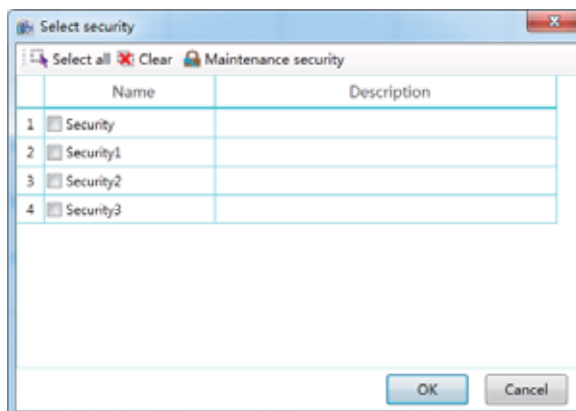 Select security
Select all Clear Maintenance security
Name Description
1 Security
2 Security1
3 Security2
4 Security3
OK Cancel